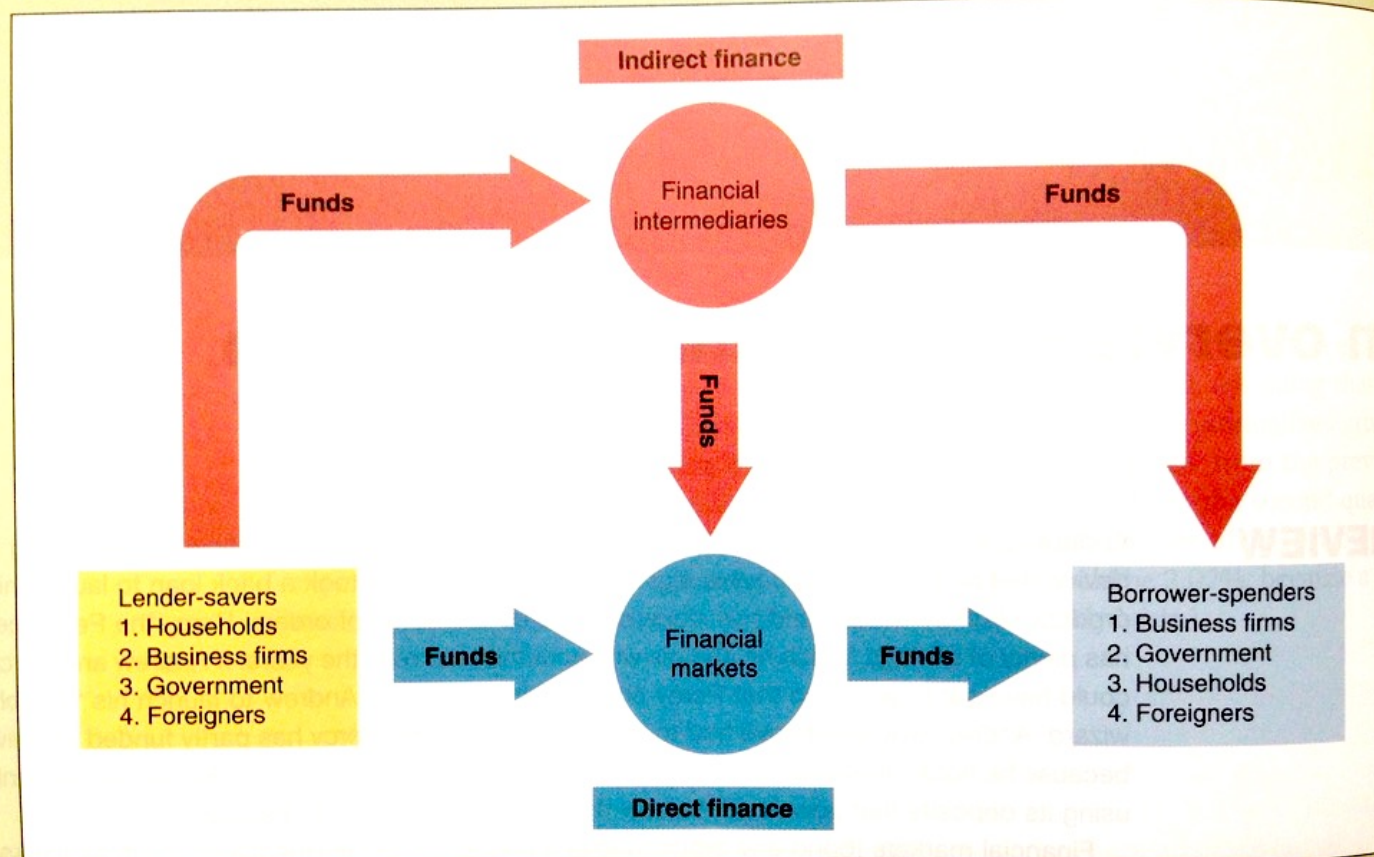 Indirect finance
Funds
Financial
intermediaries
Funds
Funds
Lender-savers
1. Households
2. Business firms
3. Government
4. Foreigners
Funds
Financial
markets
Funds
Borrower-spenders
1. Business firms
2. Government
3. Households
4. Foreigners
Direct finance